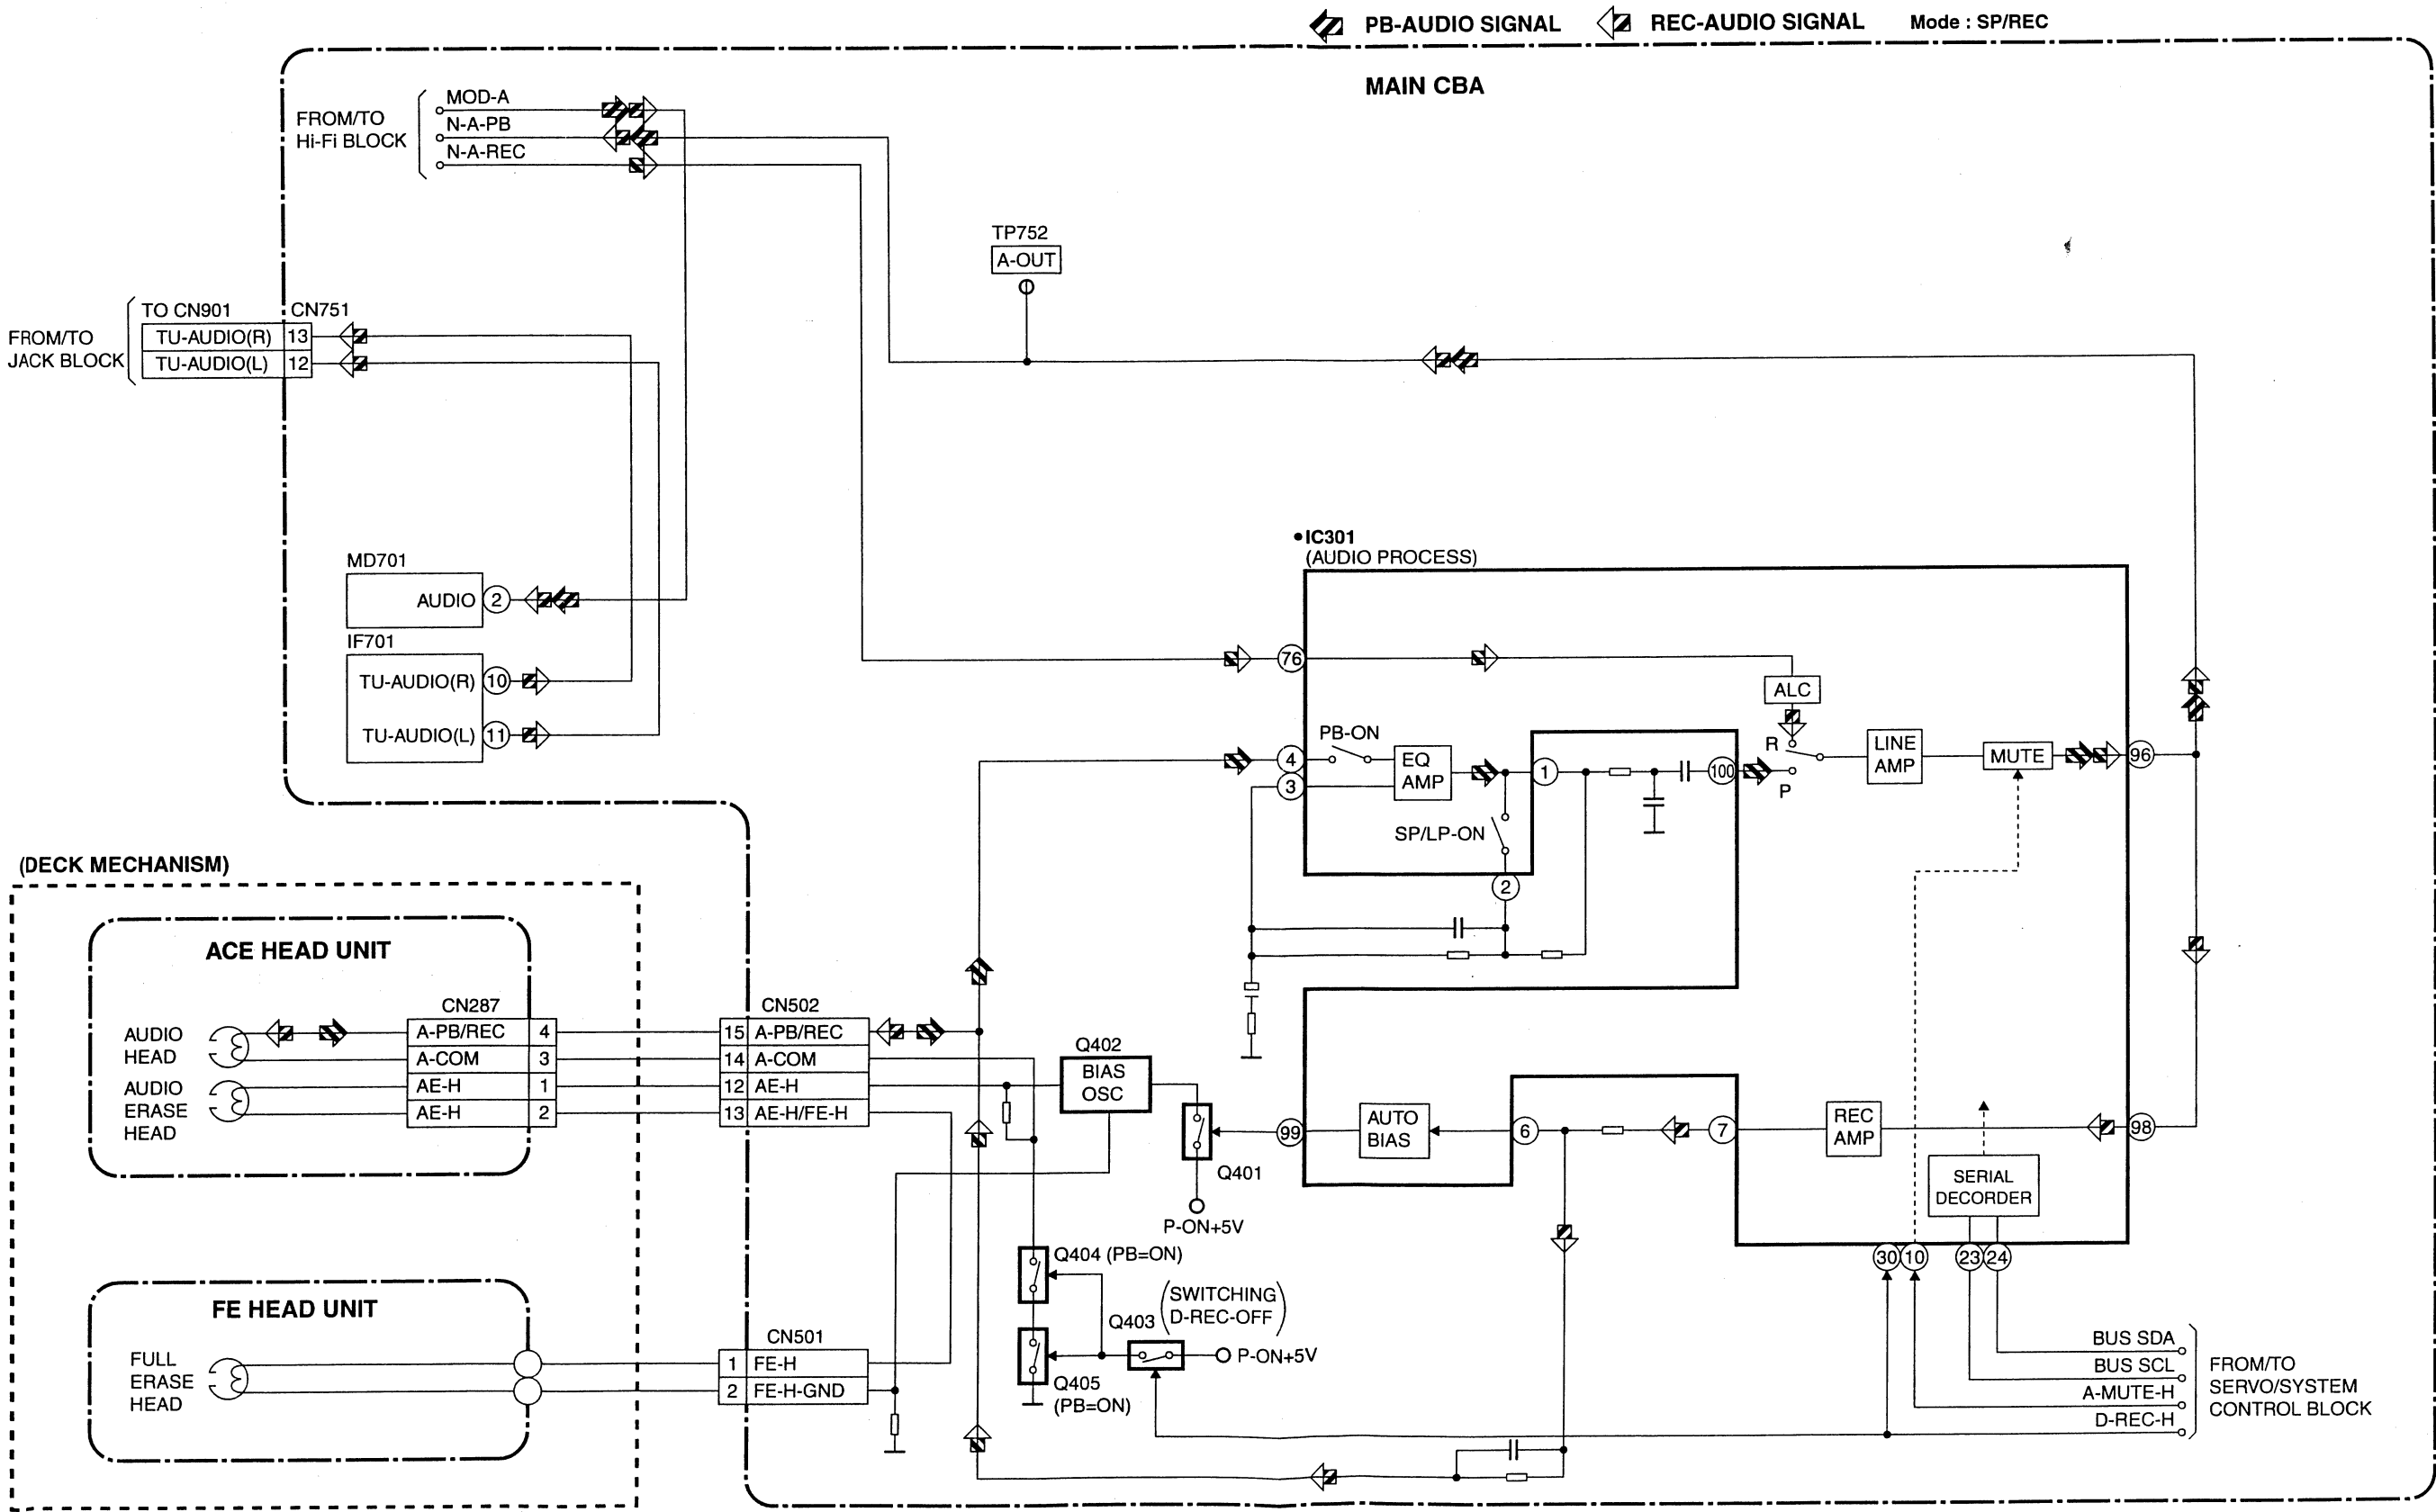 PB-AUDIO SIGNAL
REC-AUDIO SIGNAL
Mode : SP/REC
MAIN CBA
FROM/TO
Hi-Fi BLOCK
MOD-A
N-A-PB
N-A-REC
TP752
A-OUT
FROM/TO
JACK BLOCK
TO CN901
CN751
TU-AUDIO(R)
13
TU-AUDIO(L)
12
MD701
AUDIO
2
IF701
TU-AUDIO(R)
10
TU-AUDIO(L)
11
IC301
(AUDIO PROCESS)
76
ALC
PB-ON
4
3
EQ
AMP
1
100
R
P
LINE
AMP
MUTE
96
SP/LP-ON
2
(DECK MECHANISM)
ACE HEAD UNIT
CN287
AUDIO
HEAD
A-PB/REC
4
A-COM
3
AUDIO
ERASE
HEAD
AE-H
1
AE-H
2
CN502
15
A-PB/REC
14
A-COM
12
AE-H
13
AE-H/FE-H
Q402
BIAS
OSC
Q401
P-ON+5V
99
AUTO
BIAS
6
7
REC
AMP
98
SERIAL
DECORDER
30
10
23
24
Q404 (PB=ON)
Q403
(SWITCHING
D-REC-OFF)
P-ON+5V
Q405
(PB=ON)
FE HEAD UNIT
FULL
ERASE
HEAD
CN501
1
FE-H
2
FE-H-GND
BUS SDA
BUS SCL
A-MUTE-H
D-REC-H
FROM/TO
SERVO/SYSTEM
CONTROL BLOCK